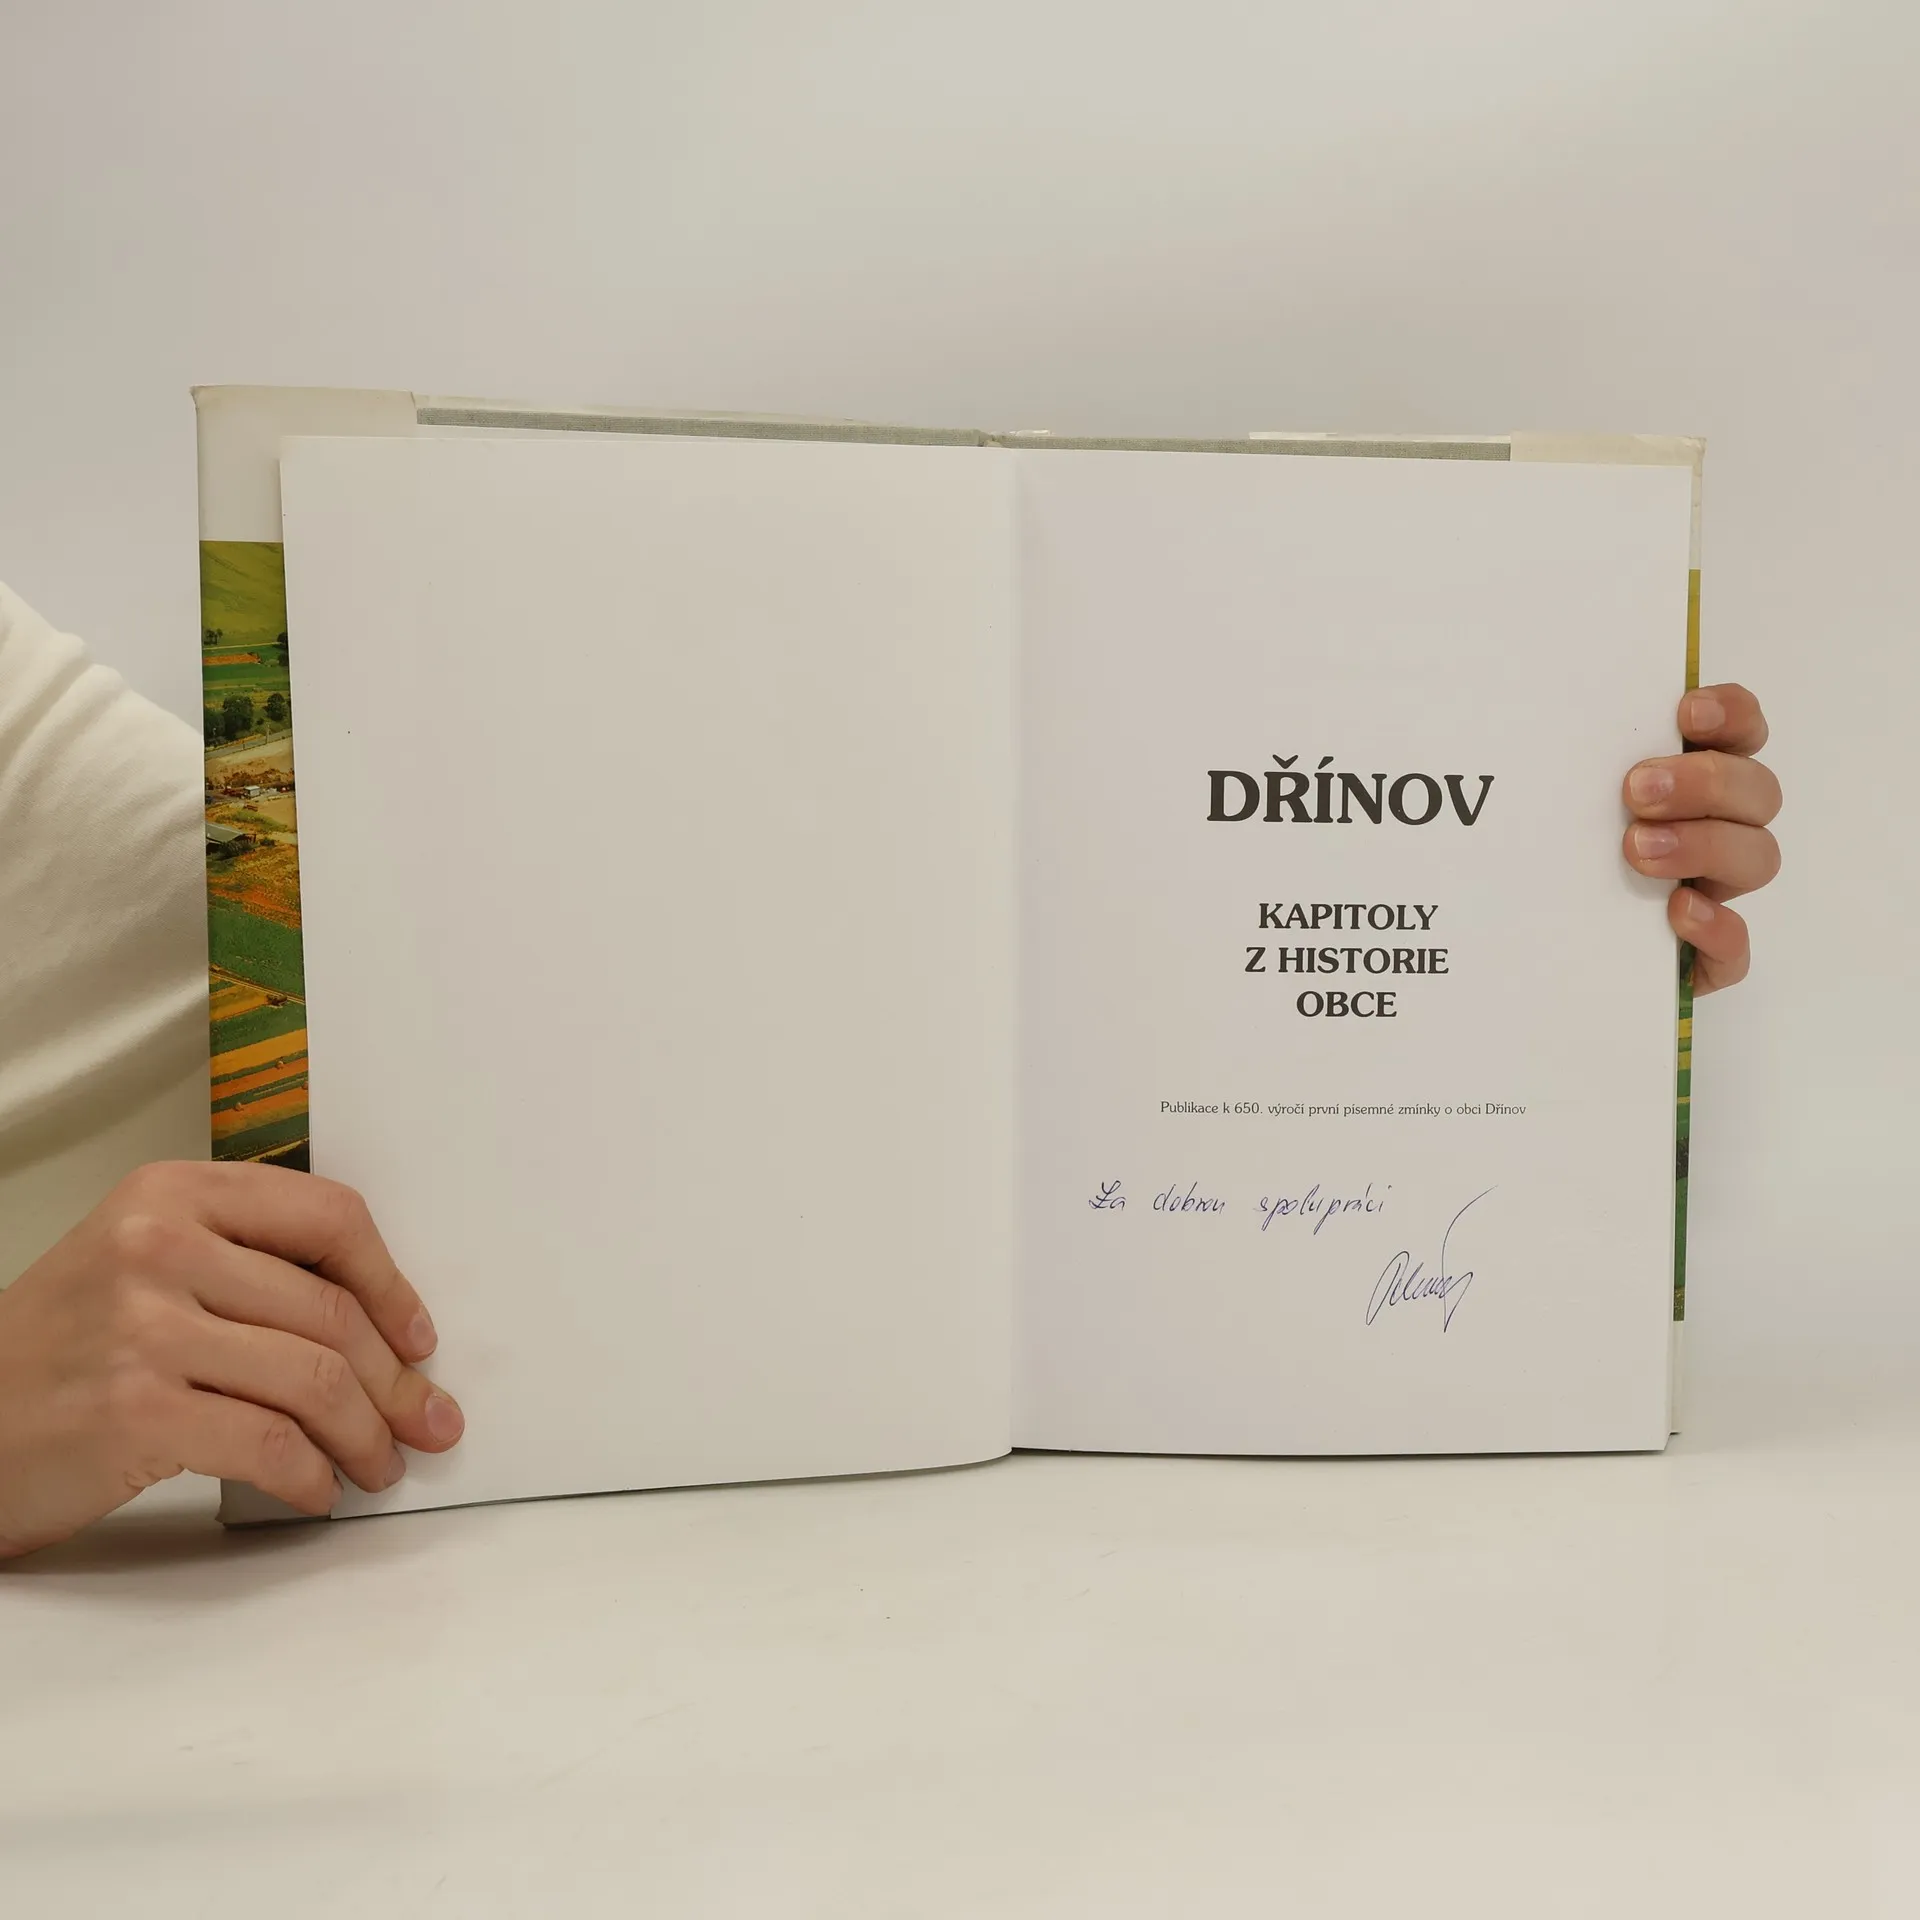 DŘÍNOV
KAPITOLY
Z HISTORIE
OBCE
Publikace k 650. výročí první písemné zmínky o obci Dřínov
Za dobrou spolupráci